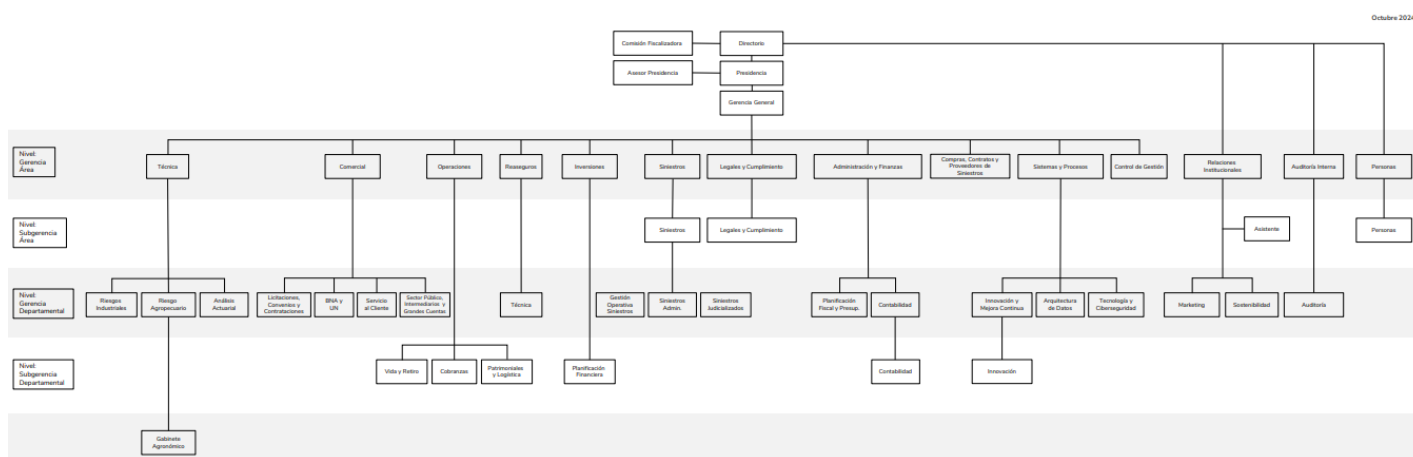 Octubre 2024
Comisión Fiscalizadora
Directorio
Asesor Presidencia
Presidencia
Gerencia General
Nivel:
Gerencia
Área
Técnica
Comercial
Operaciones
Reaseguros
Inversiones
Siniestros
Legales y Cumplimiento
Administración y Finanzas
Compras, Contratos y
Proveedores de
Siniestros
Sistemas y Procesos
Control de Gestión
Relaciones
Institucionales
Auditoría Interna
Personas
Nivel:
Subgerencia
Área
Siniestros
Legales y Cumplimiento
Asistente
Personas
Nivel:
Gerencia
Departamental
Riesgos
Industriales
Riesgo
Agropecuario
Análisis
Actuarial
Licitaciones,
Convenios y
Contrataciones
BNA y
UN
Servicio
al Cliente
Sector Público,
Intermediarios y
Grandes Cuentas
Técnica
Gestión
Operativa
Siniestros
Siniestros
Admin.
Siniestros
Judicializados
Planificación
Fiscal y Presup.
Contabilidad
Innovación y
Mejora Continua
Arquitectura
de Datos
Tecnología y
Ciberseguridad
Marketing
Sostenibilidad
Auditoría
Nivel:
Subgerencia
Departamental
Vida y Retiro
Cobranzas
Patrimoniales
y Logística
Planificación
Financiera
Contabilidad
Innovación
Gabinete
Agronómico